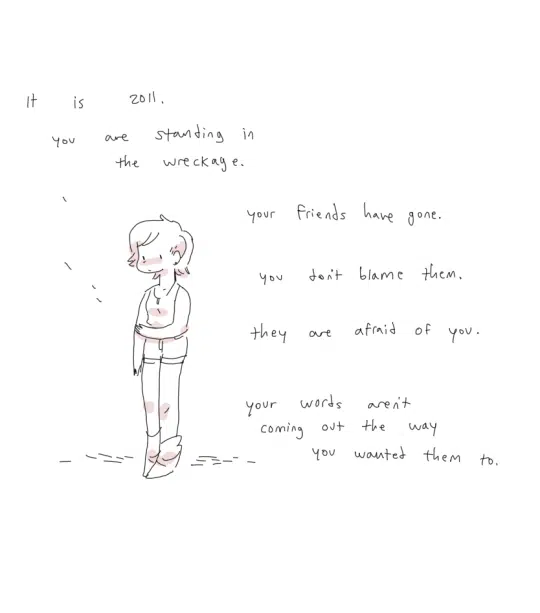 It is 2011.
you are standing in
the wreckage.
your friends have gone.
you don't blame them.
they are afraid of you.
your words aren't
coming out the way
you wanted them to.